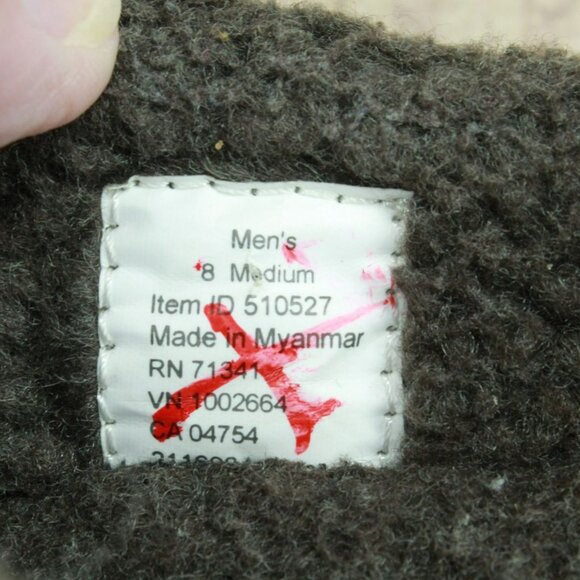 Men's
8 Medium
Item ID 510527
Made in Myanmar
RN 71341
VN 1002664
CA 04754